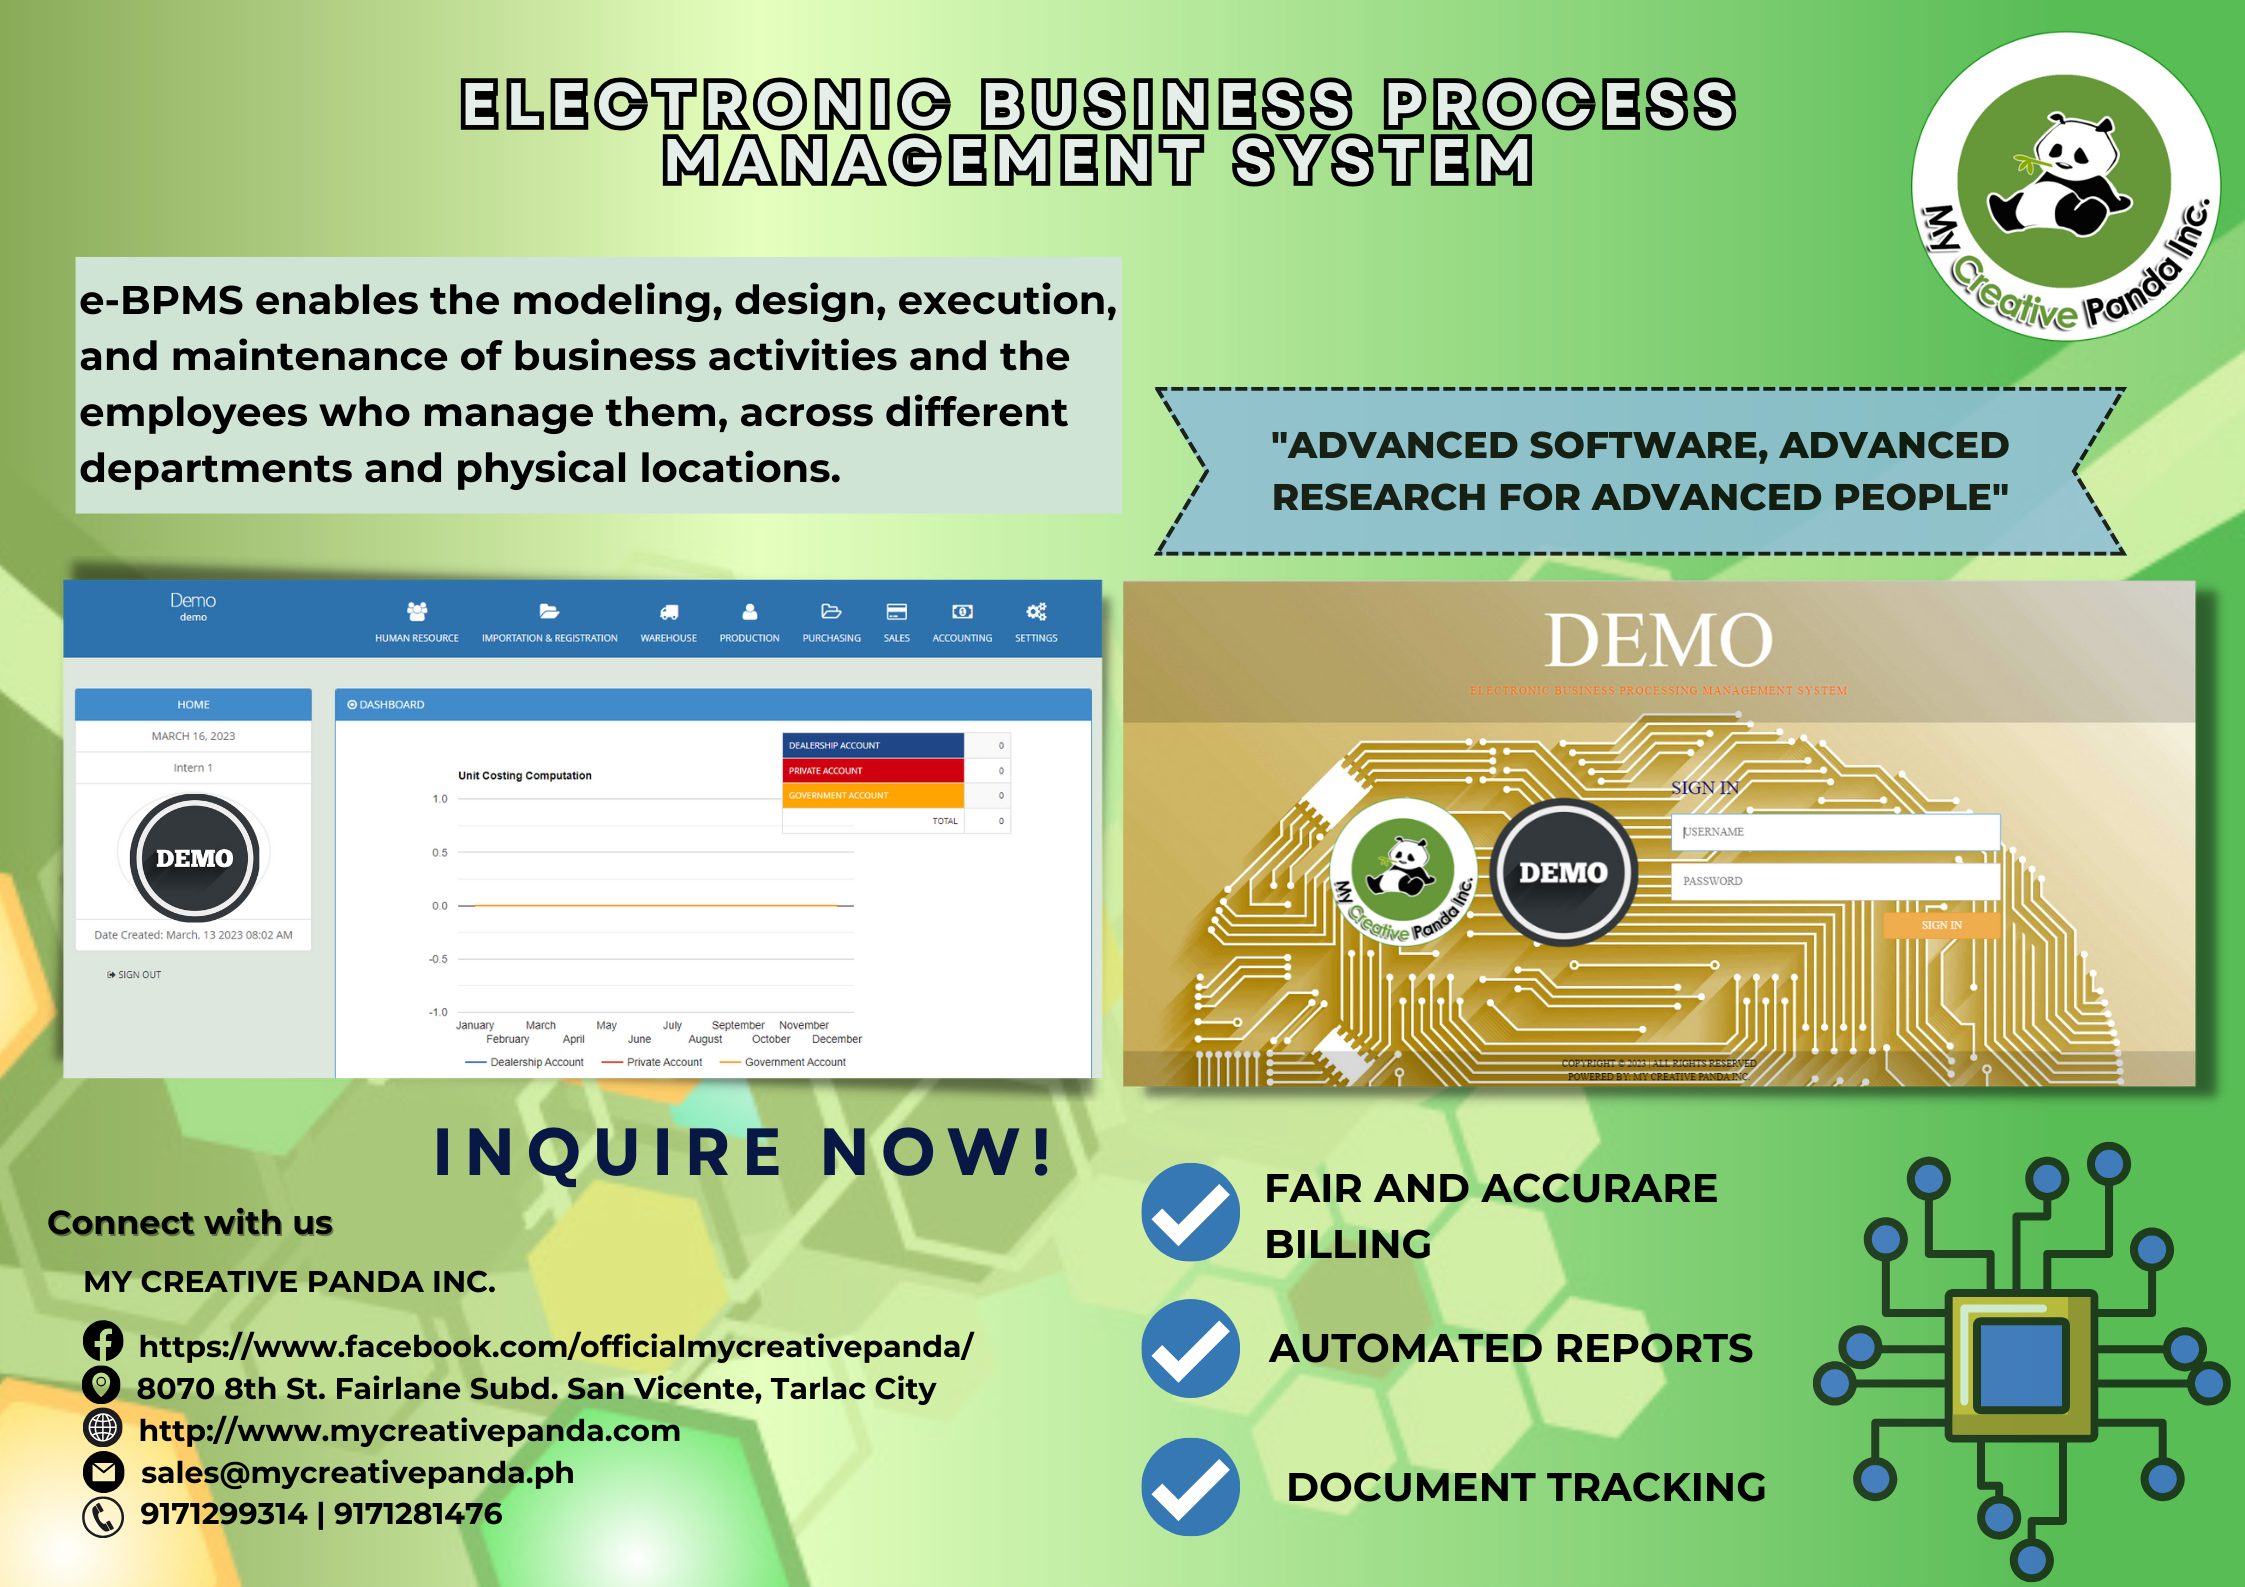 ELECTRONIC BUSINESS PROCESS
MANAGEMENT SYSTEM
My Creative Panda Inc.
e-BPMS enables the modeling, design, execution,
and maintenance of business activities and the
employees who manage them, across different
departments and physical locations.
"ADVANCED SOFTWARE, ADVANCED
RESEARCH FOR ADVANCED PEOPLE"
Demo
demo
HUMAN RESOURCE
IMPORTATION & REGISTRATION
WAREHOUSE
PRODUCTION
PURCHASING
SALES
ACCOUNTING
SETTINGS
HOME
MARCH 16, 2023
Intern 1
DEMO
Date Created: March, 13 2023 08:02 AM
SIGN OUT
DASHBOARD
DEALERSHIP ACCOUNT 0
PRIVATE ACCOUNT 0
GOVERNMENT ACCOUNT 0
TOTAL 0
Unit Costing Computation
1.0
0.5
0.0
-0.5
-1.0
January March May July September November
February April June August October December
Dealership Account Private Account Government Account
DEMO
ELECTRONIC BUSINESS PROCESSING MANAGEMENT SYSTEM
SIGN IN
USERNAME
PASSWORD
SIGN IN
My Creative Panda Inc.
DEMO
COPYRIGHT © 2023 | ALL RIGHTS RESERVED
POWERED BY: MY CREATIVE PANDA INC.
INQUIRE NOW!
Connect with us
MY CREATIVE PANDA INC.
https://www.facebook.com/officialmycreativepanda/
8070 8th St. Fairlane Subd. San Vicente, Tarlac City
http://www.mycreativepanda.com
sales@mycreativepanda.ph
9171299314 | 9171281476
FAIR AND ACCURARE
BILLING
AUTOMATED REPORTS
DOCUMENT TRACKING